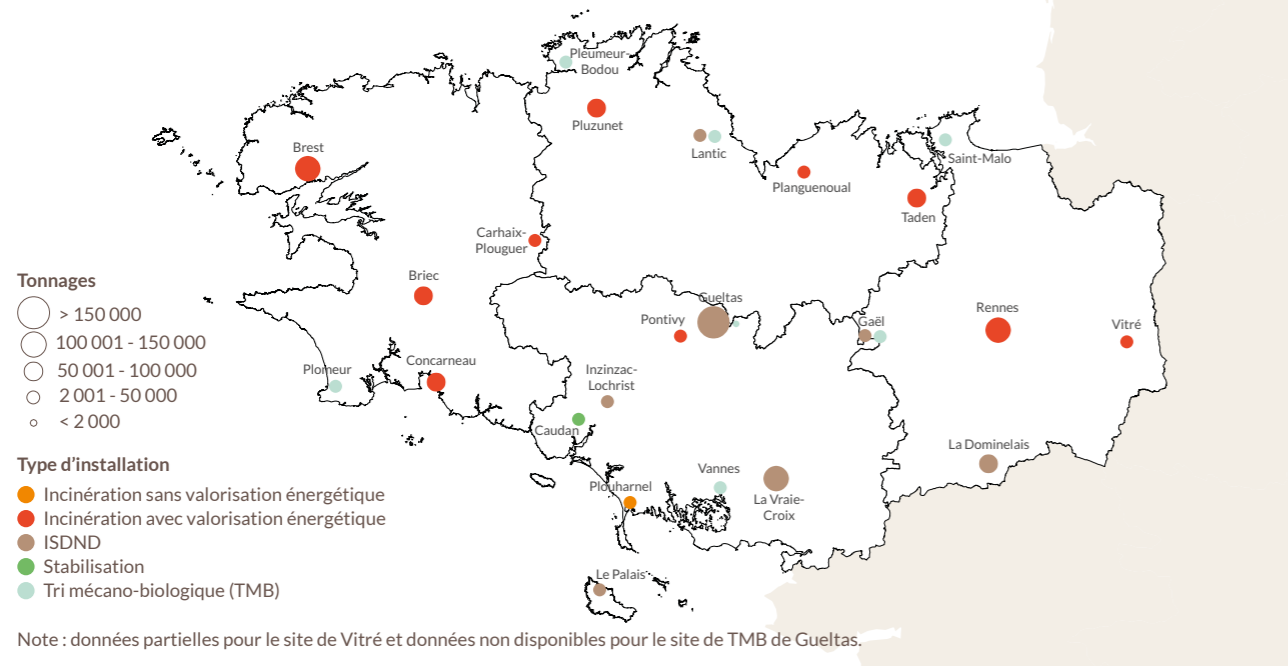 Pleumeur-
Bodou
Pluzunet
Lantic
Saint-Malo
Brest
Planguenoual
Taden
Carhaix-
Plouguer
Briec
Gueltas
Pontivy
Gaël
Rennes
Vitré
Concarneau
Plomeur
Inzinzac-
Lochrist
Caudan
La Dominelais
Vannes
Plouharnel
La Vraie-
Croix
Le Palais
Tonnages
> 150 000
100 001 - 150 000
50 001 - 100 000
2 001 - 50 000
< 2 000
Type d’installation
Incinération sans valorisation énergétique
Incinération avec valorisation énergétique
ISDND
Stabilisation
Tri mécano-biologique (TMB)
Note : données partielles pour le site de Vitré et données non disponibles pour le site de TMB de Gueltas.